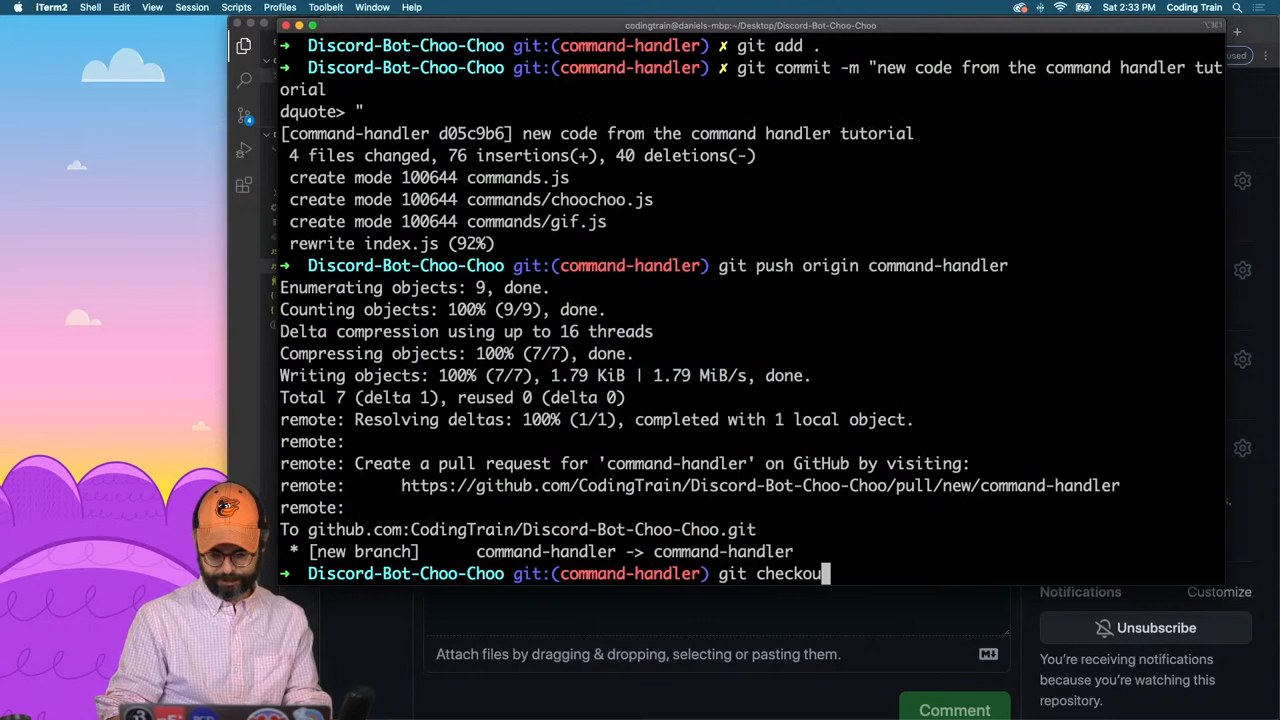 iTerm2 Shell Edit View Session Scripts Profiles Toolbelt Window Help
Sat 2:33 PM Coding Train
codingtrain@daniels-mbp:~/Desktop/Discord-Bot-Choo-Choo
➜ Discord-Bot-Choo-Choo git:(command-handler) ✗ git add .
➜ Discord-Bot-Choo-Choo git:(command-handler) ✗ git commit -m "new code from the command handler tut
orial
dquote> "
[command-handler d05c9b6] new code from the command handler tutorial
4 files changed, 76 insertions(+), 40 deletions(-)
create mode 100644 commands.js
create mode 100644 commands/choochoo.js
create mode 100644 commands/gif.js
rewrite index.js (92%)
➜ Discord-Bot-Choo-Choo git:(command-handler) git push origin command-handler
Enumerating objects: 9, done.
Counting objects: 100% (9/9), done.
Delta compression using up to 16 threads
Compressing objects: 100% (7/7), done.
Writing objects: 100% (7/7), 1.79 KiB | 1.79 MiB/s, done.
Total 7 (delta 1), reused 0 (delta 0)
remote: Resolving deltas: 100% (1/1), completed with 1 local object.
remote:
remote: Create a pull request for 'command-handler' on GitHub by visiting:
remote: https://github.com/CodingTrain/Discord-Bot-Choo-Choo/pull/new/command-handler
remote:
To github.com:CodingTrain/Discord-Bot-Choo-Choo.git
* [new branch] command-handler -> command-handler
➜ Discord-Bot-Choo-Choo git:(command-handler) git checkou
Notifications Customize
Unsubscribe
Attach files by dragging & dropping, selecting or pasting them.
You're receiving notifications
because you're watching this
repository.
Comment